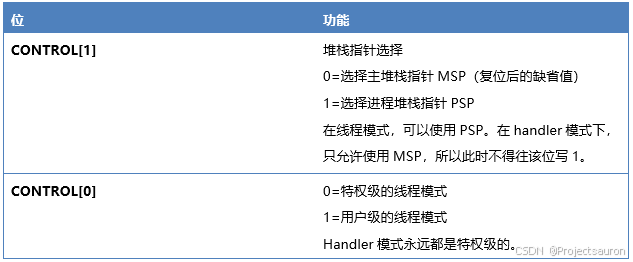 位 功能
CONTROL[1] 堆栈指针选择
0=选择主堆栈指针 MSP（复位后的缺省值）
1=选择进程堆栈指针 PSP
在线程模式，可以使用 PSP。在 handler 模式下，
只允许使用 MSP，所以此时不得往该位写 1。
CONTROL[0] 0=特权级的线程模式
1=用户级的线程模式
Handler 模式永远都是特权级的。
CSDN @Projectsauron